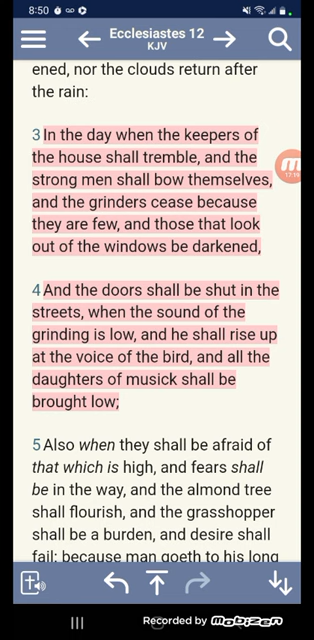 8:50
Ecclesiastes 12
KJV
ened, nor the clouds return after
the rain:
3 In the day when the keepers of
the house shall tremble, and the
strong men shall bow themselves,
and the grinders cease because
they are few, and those that look
out of the windows be darkened,
4 And the doors shall be shut in the
streets, when the sound of the
grinding is low, and he shall rise up
at the voice of the bird, and all the
daughters of musick shall be
brought low;
5 Also when they shall be afraid of
that which is high, and fears shall
be in the way, and the almond tree
shall flourish, and the grasshopper
shall be a burden, and desire shall
fail: because man goeth to his long
Recorded by mobizen